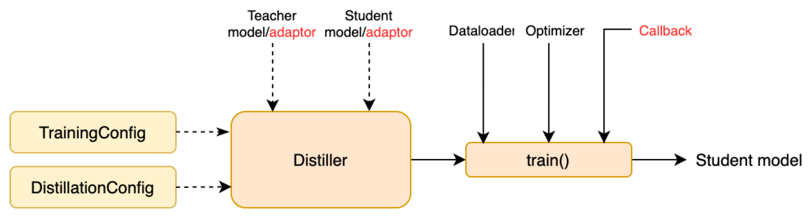 Teacher
model/adaptor
Student
model/adaptor
Dataloader
Optimizer
Callback
TrainingConfig
DistillationConfig
Distiller
train()
Student model